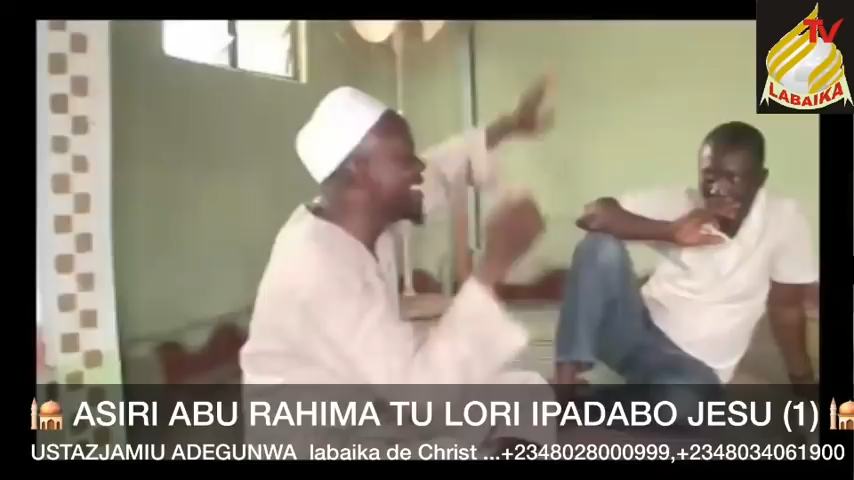 TV
LABAIKA
ASIRI ABU RAHIMA TU LORI IPADABO JESU (1)
USTAZJAMIU ADEGUNWA labaika de Christ ...+2348028000999,+2348034061900